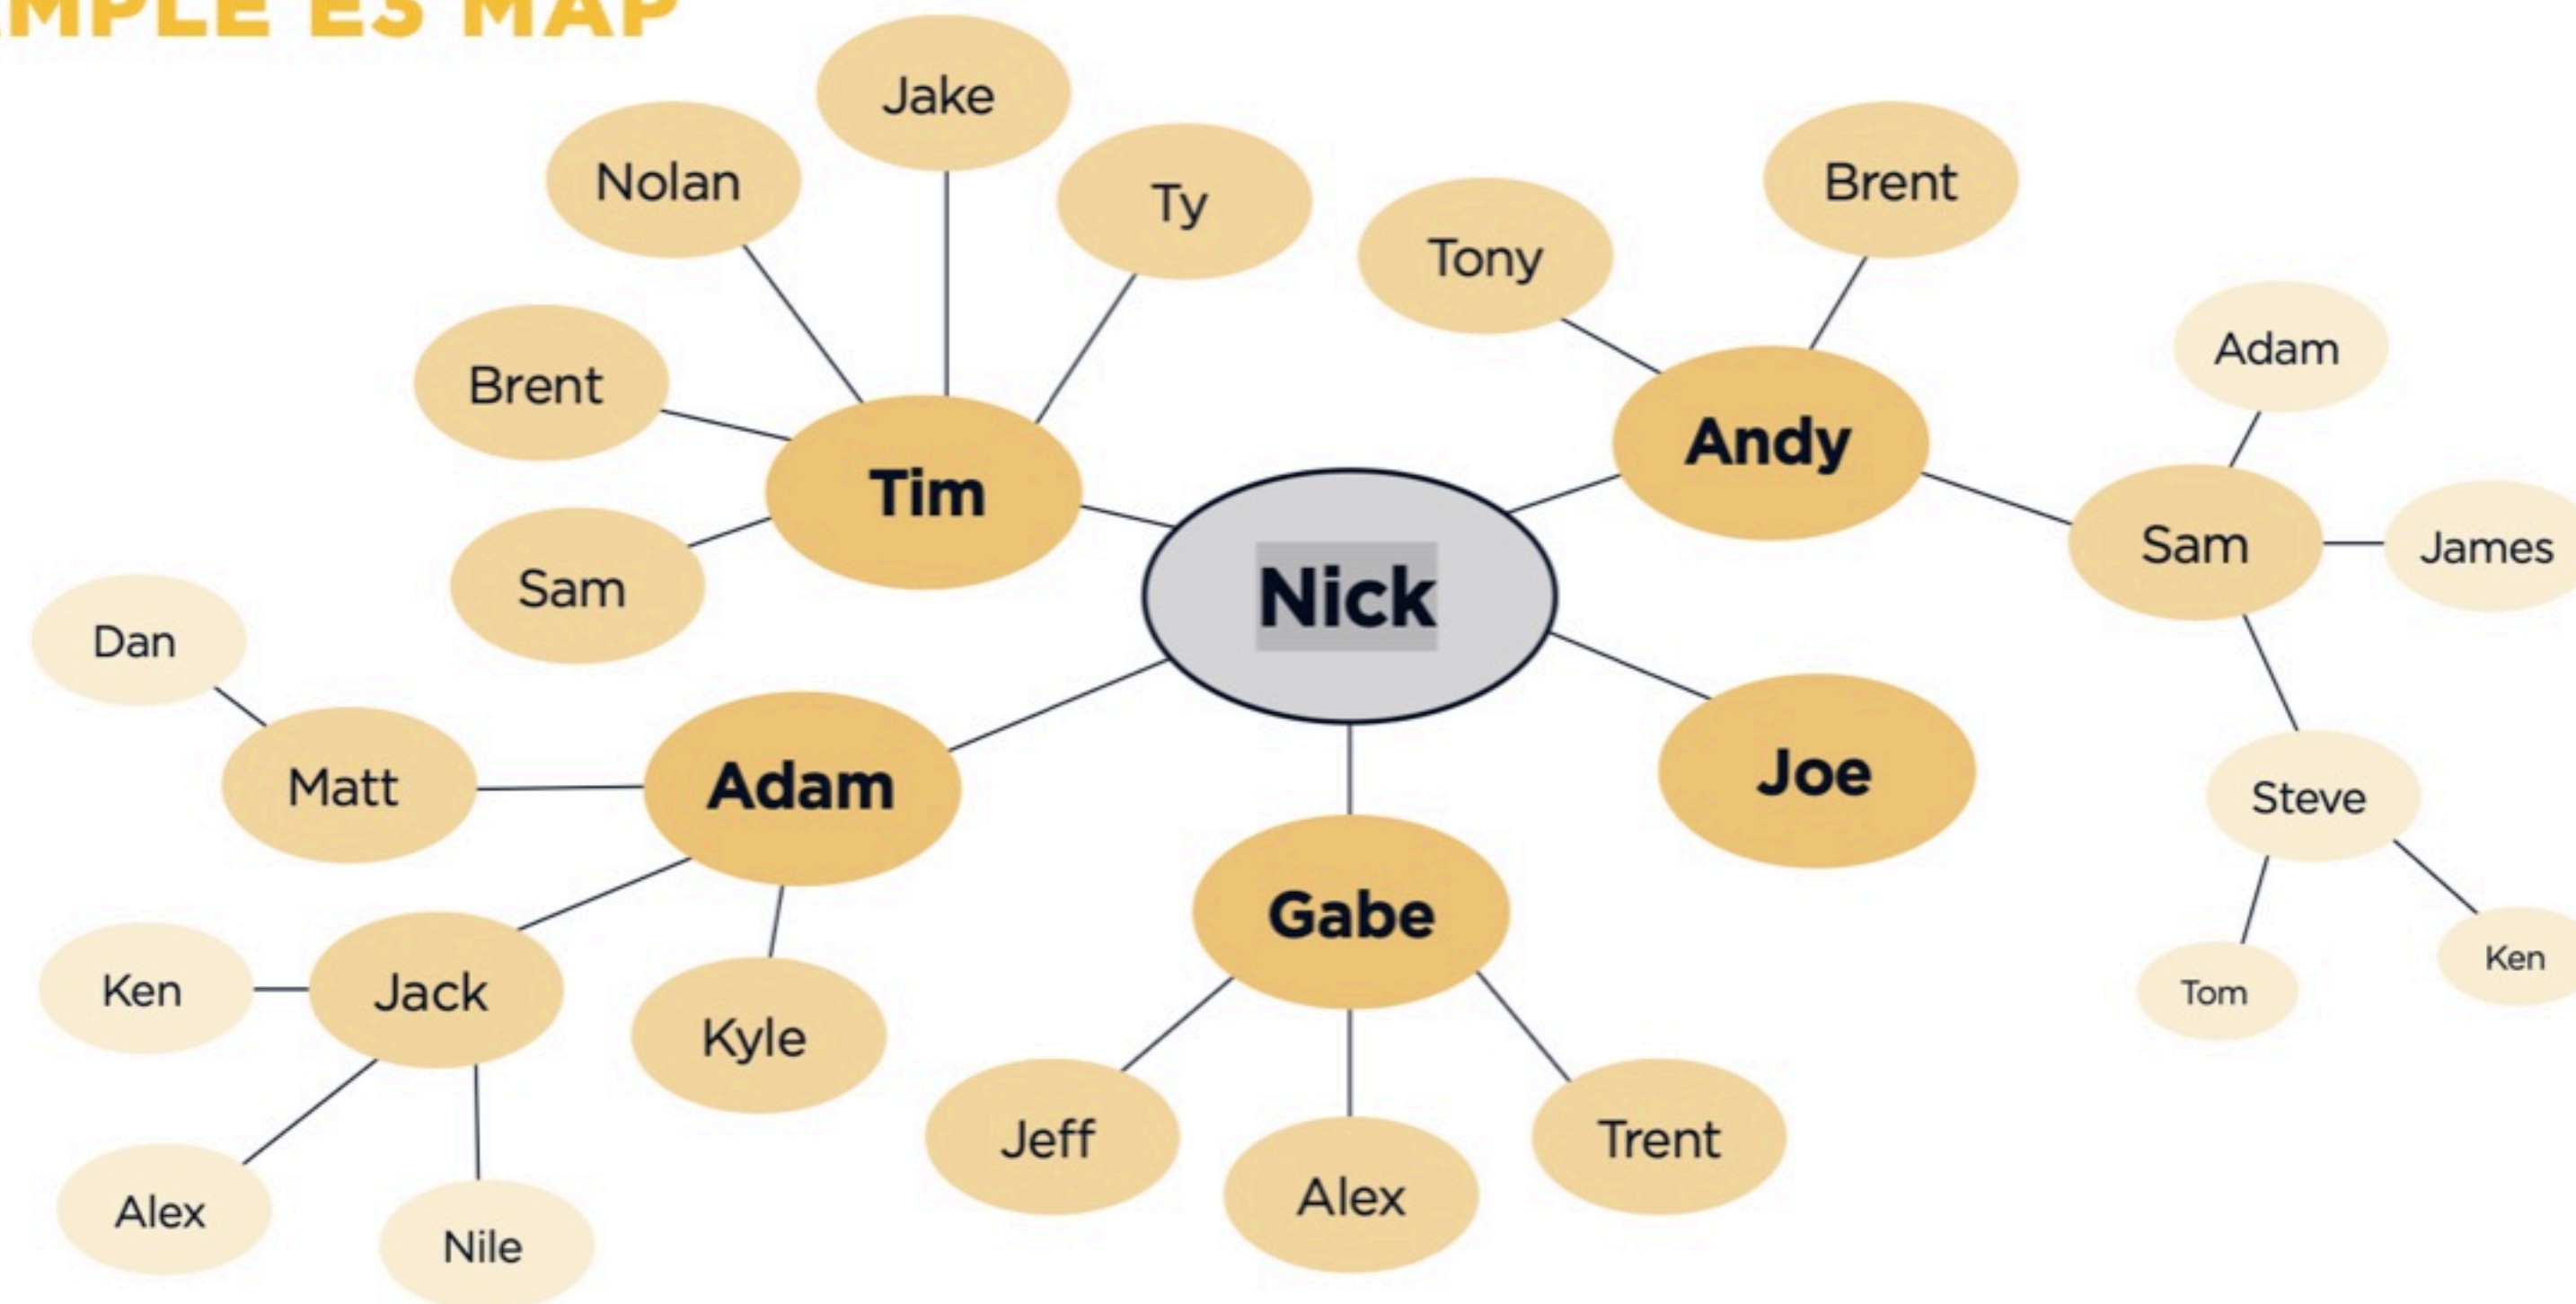 MPLE E3 MAP
Jake
Nolan
Ty
Brent
Tony
Brent
Adam
Andy
Tim
Sam
James
Sam
Nick
Dan
Matt
Adam
Joe
Steve
Gabe
Ken
Jack
Kyle
Tom
Ken
Jeff
Alex
Trent
Alex
Nile